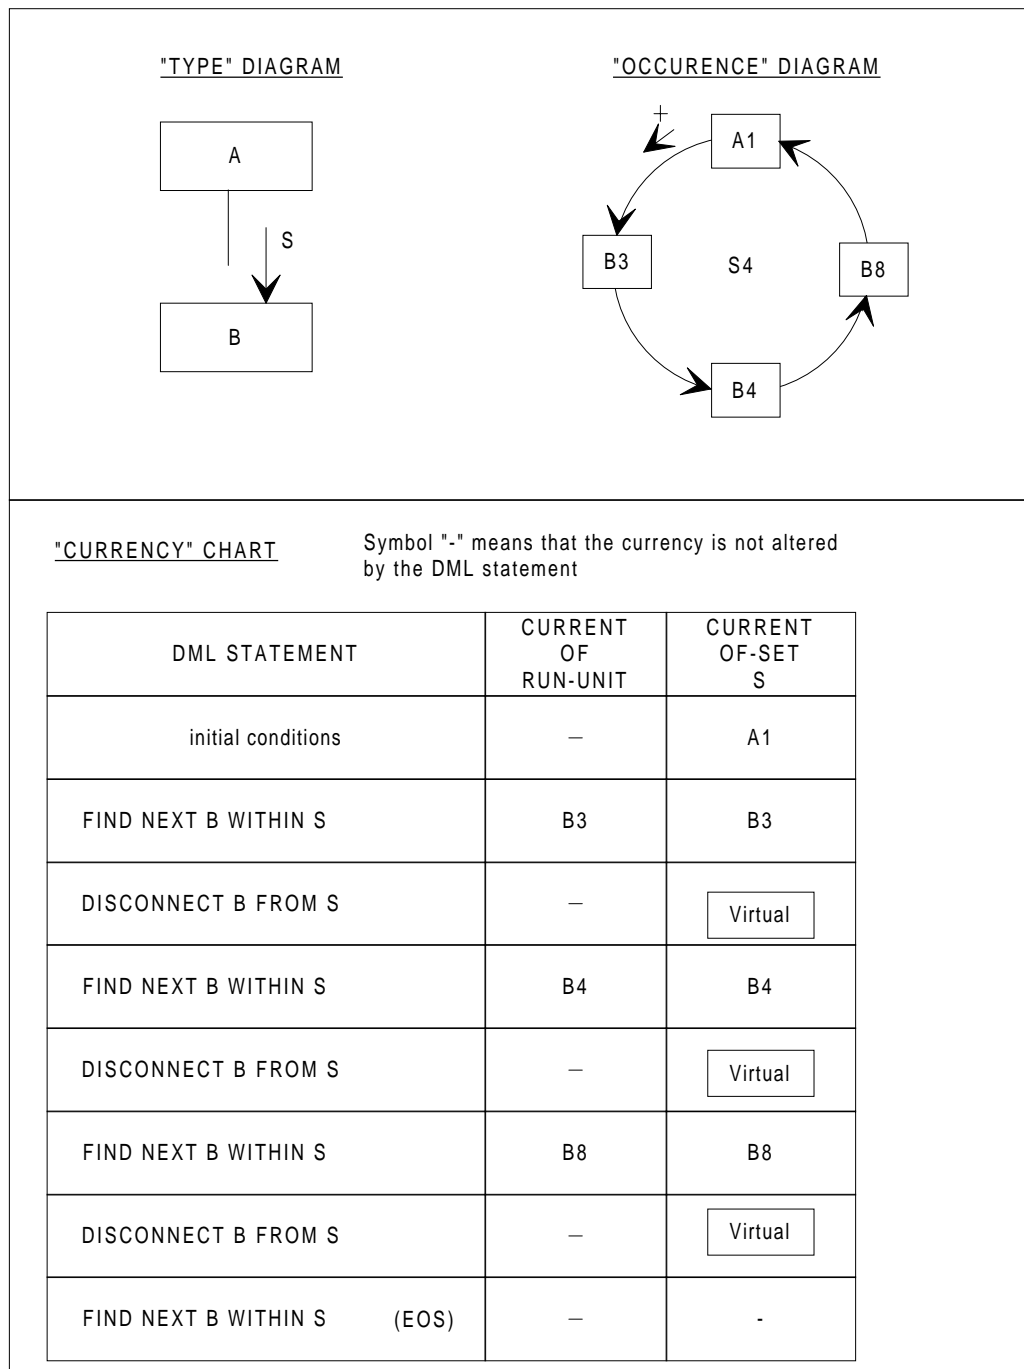 "TYPE" DIAGRAM
"OCCURENCE" DIAGRAM
+
A
A1
S
B3
S4
B8
B
B4
"CURRENCY" CHART
Symbol "-" means that the currency is not altered
by the DML statement
DML STATEMENT
CURRENT
OF
RUN-UNIT
CURRENT
OF-SET
S
initial conditions – A1
FIND NEXT B WITHIN S B3 B3
DISCONNECT B FROM S – Virtual
FIND NEXT B WITHIN S B4 B4
DISCONNECT B FROM S – Virtual
FIND NEXT B WITHIN S B8 B8
DISCONNECT B FROM S – Virtual
FIND NEXT B WITHIN S (EOS) – -